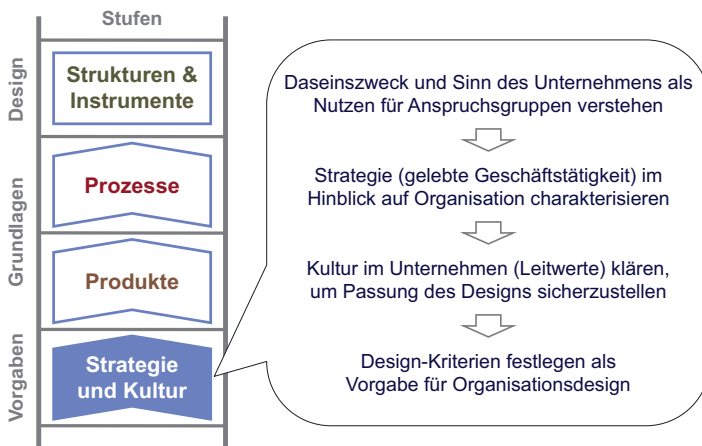 Stufen
Design
Strukturen &
Instrumente
Grundlagen
Prozesse
Produkte
Vorgaben
Strategie
und Kultur
Daseinszweck und Sinn des Unternehmens als
Nutzen für Anspruchsgruppen verstehen
Strategie (gelebte Geschäftstätigkeit) im
Hinblick auf Organisation charakterisieren
Kultur im Unternehmen (Leitwerte) klären,
um Passung des Designs sicherzustellen
Design-Kriterien festlegen als
Vorgabe für Organisationsdesign